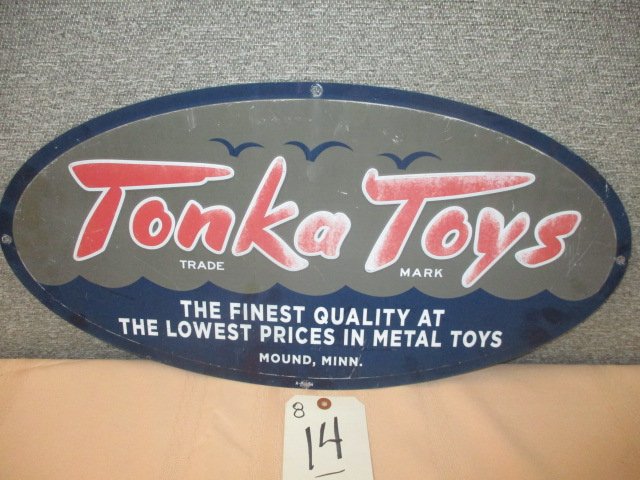 Tonka Toys
TRADE MARK
THE FINEST QUALITY AT
THE LOWEST PRICES IN METAL TOYS
MOUND, MINN.
8
14